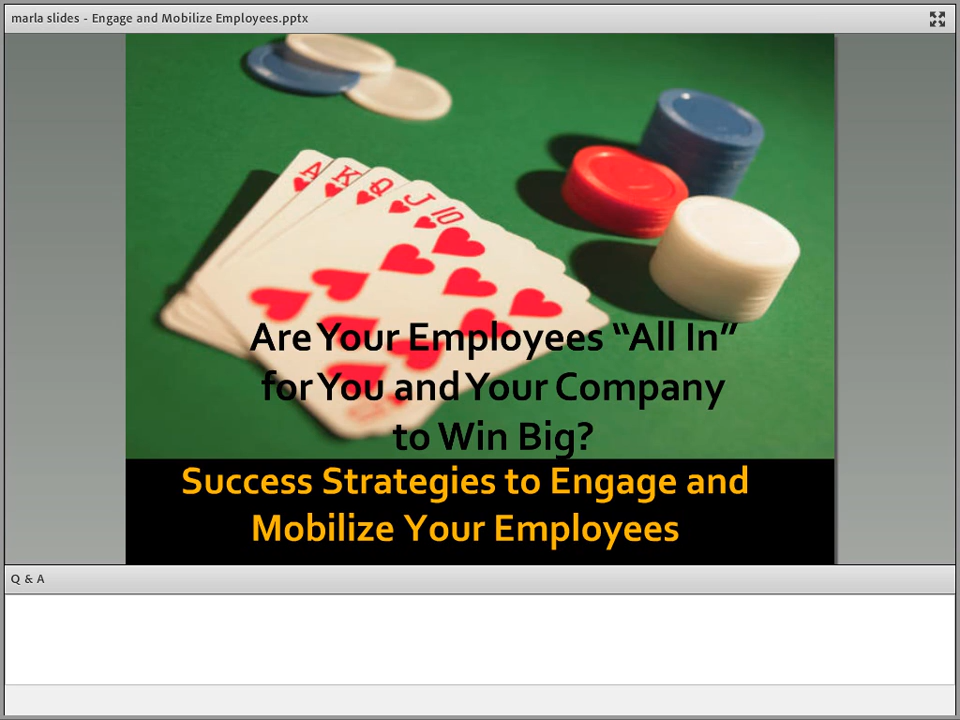 marla slides - Engage and Mobilize Employees.pptx
A
K
Q
J
10
Are Your Employees “All In”
for You and Your Company
to Win Big?
Success Strategies to Engage and
Mobilize Your Employees
Q & A